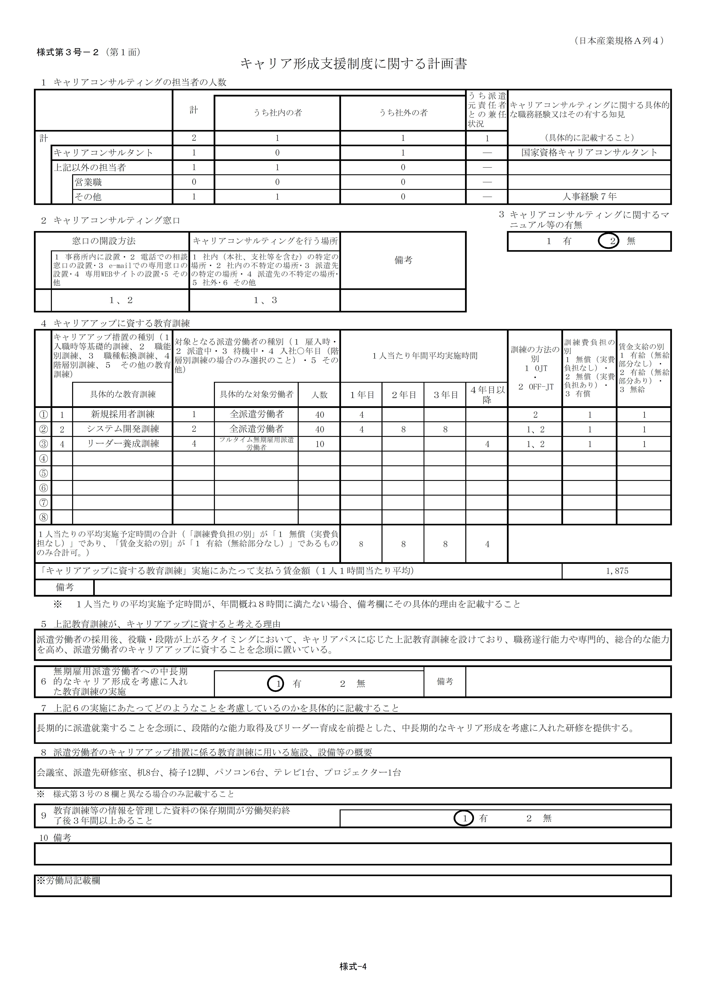 （日本産業規格Ａ列４）
様式第３号－２（第１面）
キャリア形成支援制度に関する計画書
１ キャリアコンサルティングの担当者の人数
計
うち社内の者
うち社外の者
うち派遣
元責任者
との兼任
状況
キャリアコンサルティングに関する具体的
な職務経験又はその有する知見
（具体的に記載すること）
計 2 1 1 1
キャリアコンサルタント 1 0 1 ― 国家資格キャリアコンサルタント
上記以外の担当者 1 1 0 ―
営業職 0 0 0 ―
その他 1 1 0 ― 人事経験７年
２ キャリアコンサルティング窓口
窓口の開設方法
１ 事務所内に設置・２ 電話での相談
窓口の設置・３ e-mailでの専用窓口の
設置・４ 専用WEBサイトの設置・5 その
他
キャリアコンサルティングを行う場所
１ 社内（本社、支社等を含む）の特定の
場所・２ 社内の不特定の場所・３ 派遣先
の特定の場所・４ 派遣先の不特定の場所・
５ 社外・６ その他
備考
１、２ １、３
３ キャリアコンサルティングに関するマ
ニュアル等の有無
１ 有 ２ 無
４ キャリアアップに資する教育訓練
キャリアアップ措置の種別（１
入職時等基礎的訓練、２ 職能
別訓練、３ 職種転換訓練、４
階層別訓練、５ その他の教育
訓練）
具体的な教育訓練
対象となる派遣労働者の種別（１ 雇入時・
２ 派遣中・３ 待機中・４ 入社〇年目（階
層別訓練の場合のみ選択のこと）・５ その
他）
具体的な対象労働者 人数
１人当たり年間平均実施時間
１年目 ２年目 ３年目 ４年目以
降
訓練の方法の
別
１ OJT
・
２ OFF-JT
訓練費負担の
別
１ 無償（実費
負担なし）・
２ 無償（実費
負担あり）・
３ 有償
賃金支給の別
１ 有給（無給
部分なし）・
２ 有給（無給
部分あり）・
３ 無給
① 1 新規採用者訓練 1 全派遣労働者 40 4 2 1 1
② 2 システム開発訓練 2 全派遣労働者 40 4 8 8 1、2 1 1
③ 4 リーダー養成訓練 4 フルタイム無期雇用派遣
労働者 10 4 1、2 1 1
④
⑤
⑥
⑦
⑧
１人当たりの平均実施予定時間の合計（「訓練費負担の別」が「１ 無償（実費負
担なし）」であり、「賃金支給の別」が「１ 有給（無給部分なし）」であるもの
のみ合計可。）
8 8 8 4
「キャリアアップに資する教育訓練」実施にあたって支払う賃金額（１人１時間当たり平均） 1,875
備考
※ １人当たりの平均実施予定時間が、年間概ね８時間に満たない場合、備考欄にその具体的理由を記載すること
５ 上記教育訓練が、キャリアアップに資すると考える理由
派遣労働者の採用後、役職・段階が上がるタイミングにおいて、キャリアパスに応じた上記教育訓練を設けており、職務遂行能力や専門的、総合的な能力
を高め、派遣労働者のキャリアアップに資することを念頭に置いている。
６ 無期雇用派遣労働者への中長期
的なキャリア形成を考慮に入れ
た教育訓練の実施
１ 有 ２ 無 備考
７ 上記６の実施にあたってどのようなことを考慮しているのかを具体的に記載すること
長期的に派遣就業することを念頭に、段階的な能力取得及びリーダー育成を前提とした、中長期的なキャリア形成を考慮に入れた研修を提供する。
８ 派遣労働者のキャリアアップ措置に係る教育訓練に用いる施設、設備等の概要
会議室、派遣先研修室、机8台、椅子12脚、パソコン6台、テレビ1台、プロジェクター1台
※ 様式第３号の８欄と異なる場合のみ記載すること
９ 教育訓練等の情報を管理した資料の保存期間が労働契約終
了後３年間以上あること
１ 有 ２ 無
10 備考
※労働局記載欄
様式-4